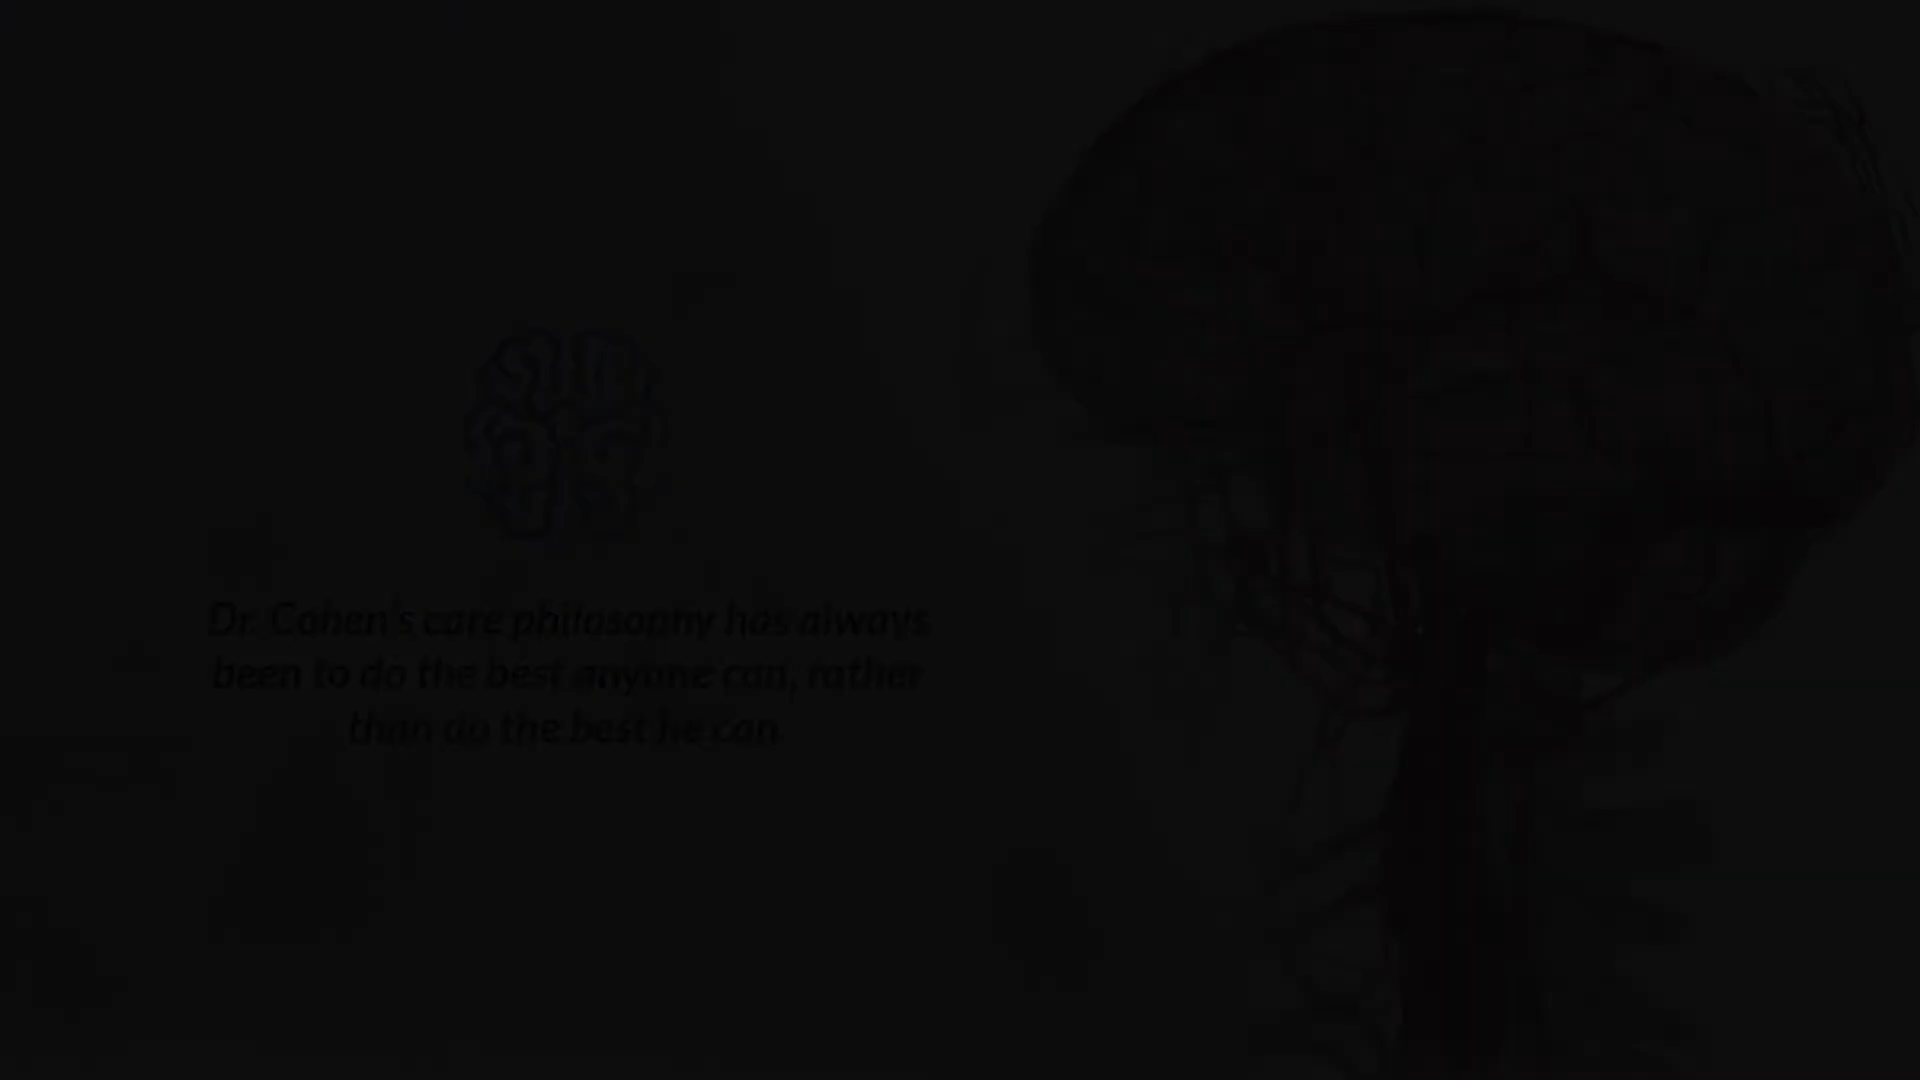 Dr. Cohen's care philosophy has always
been to do the best anyone can, rather
than do the best he can